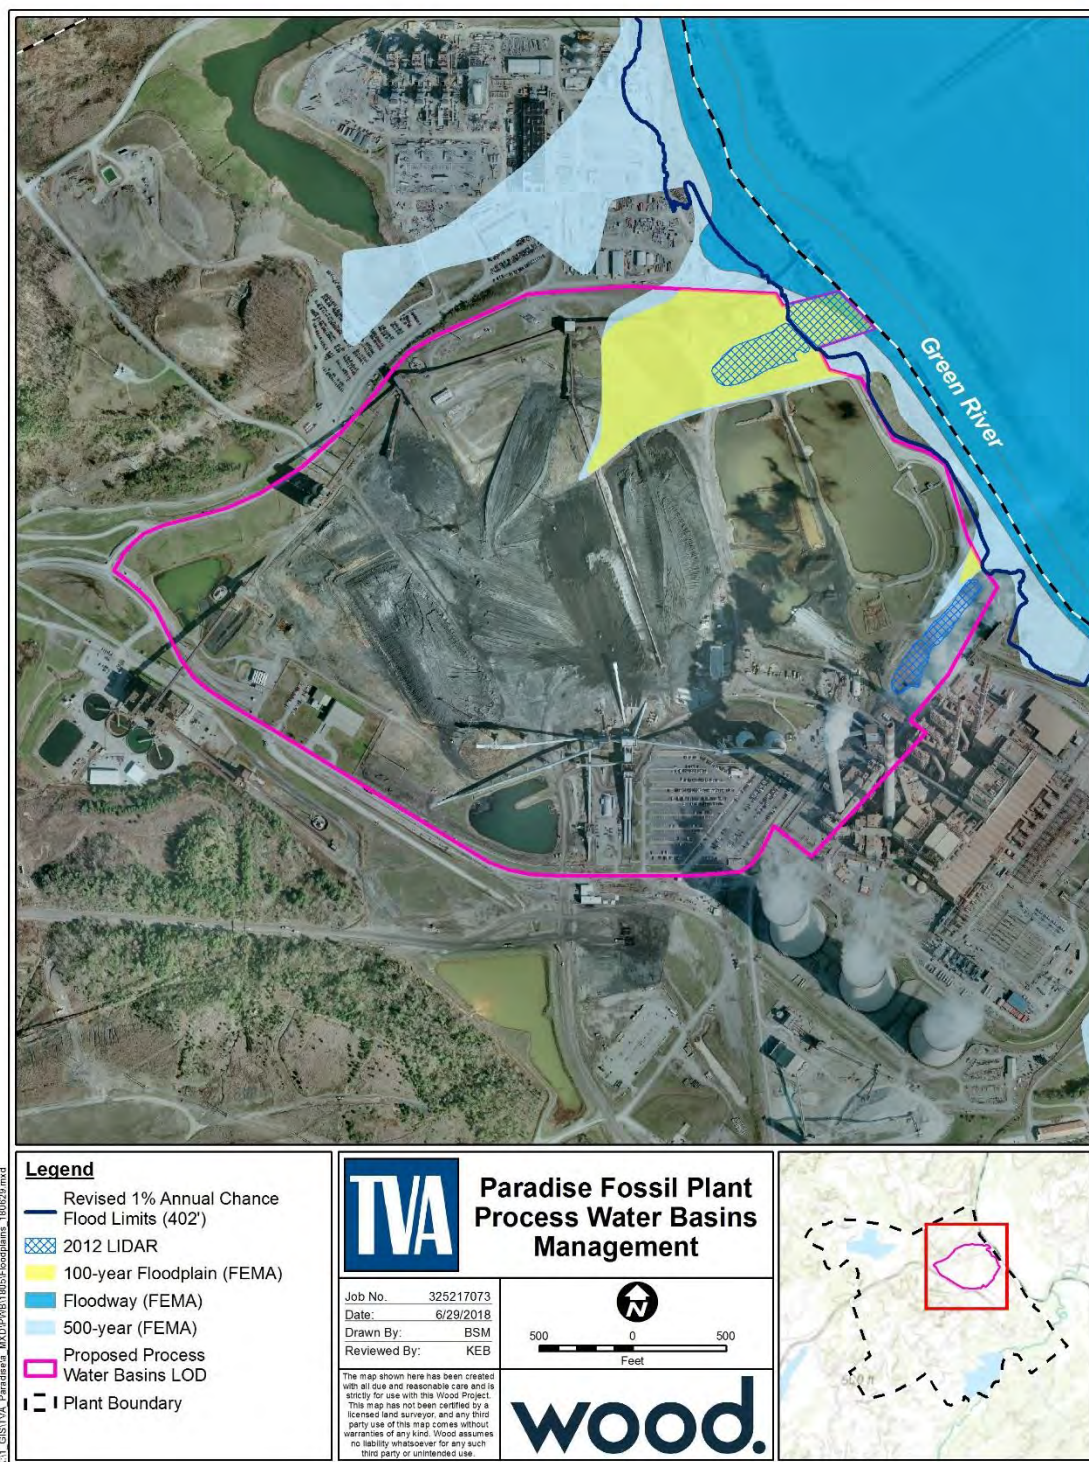 Green River
Legend
Revised 1% Annual Chance
Flood Limits (402')
2012 LIDAR
100-year Floodplain (FEMA)
Floodway (FEMA)
500-year (FEMA)
Proposed Process
Water Basins LOD
Plant Boundary
TVA
Paradise Fossil Plant
Process Water Basins
Management
Job No. 325217073
Date: 6/29/2018
Drawn By: BSM
Reviewed By: KEB
N
500 0 500
Feet
The map shown here has been created
with all due and reasonable care and is
strictly for use with this Wood Project.
This map has not been certified by a
licensed land surveyor, and any third
party use of this map comes without
warranties of any kind. Wood assumes
no liability whatsoever for any such
third party or unintended use.
wood.